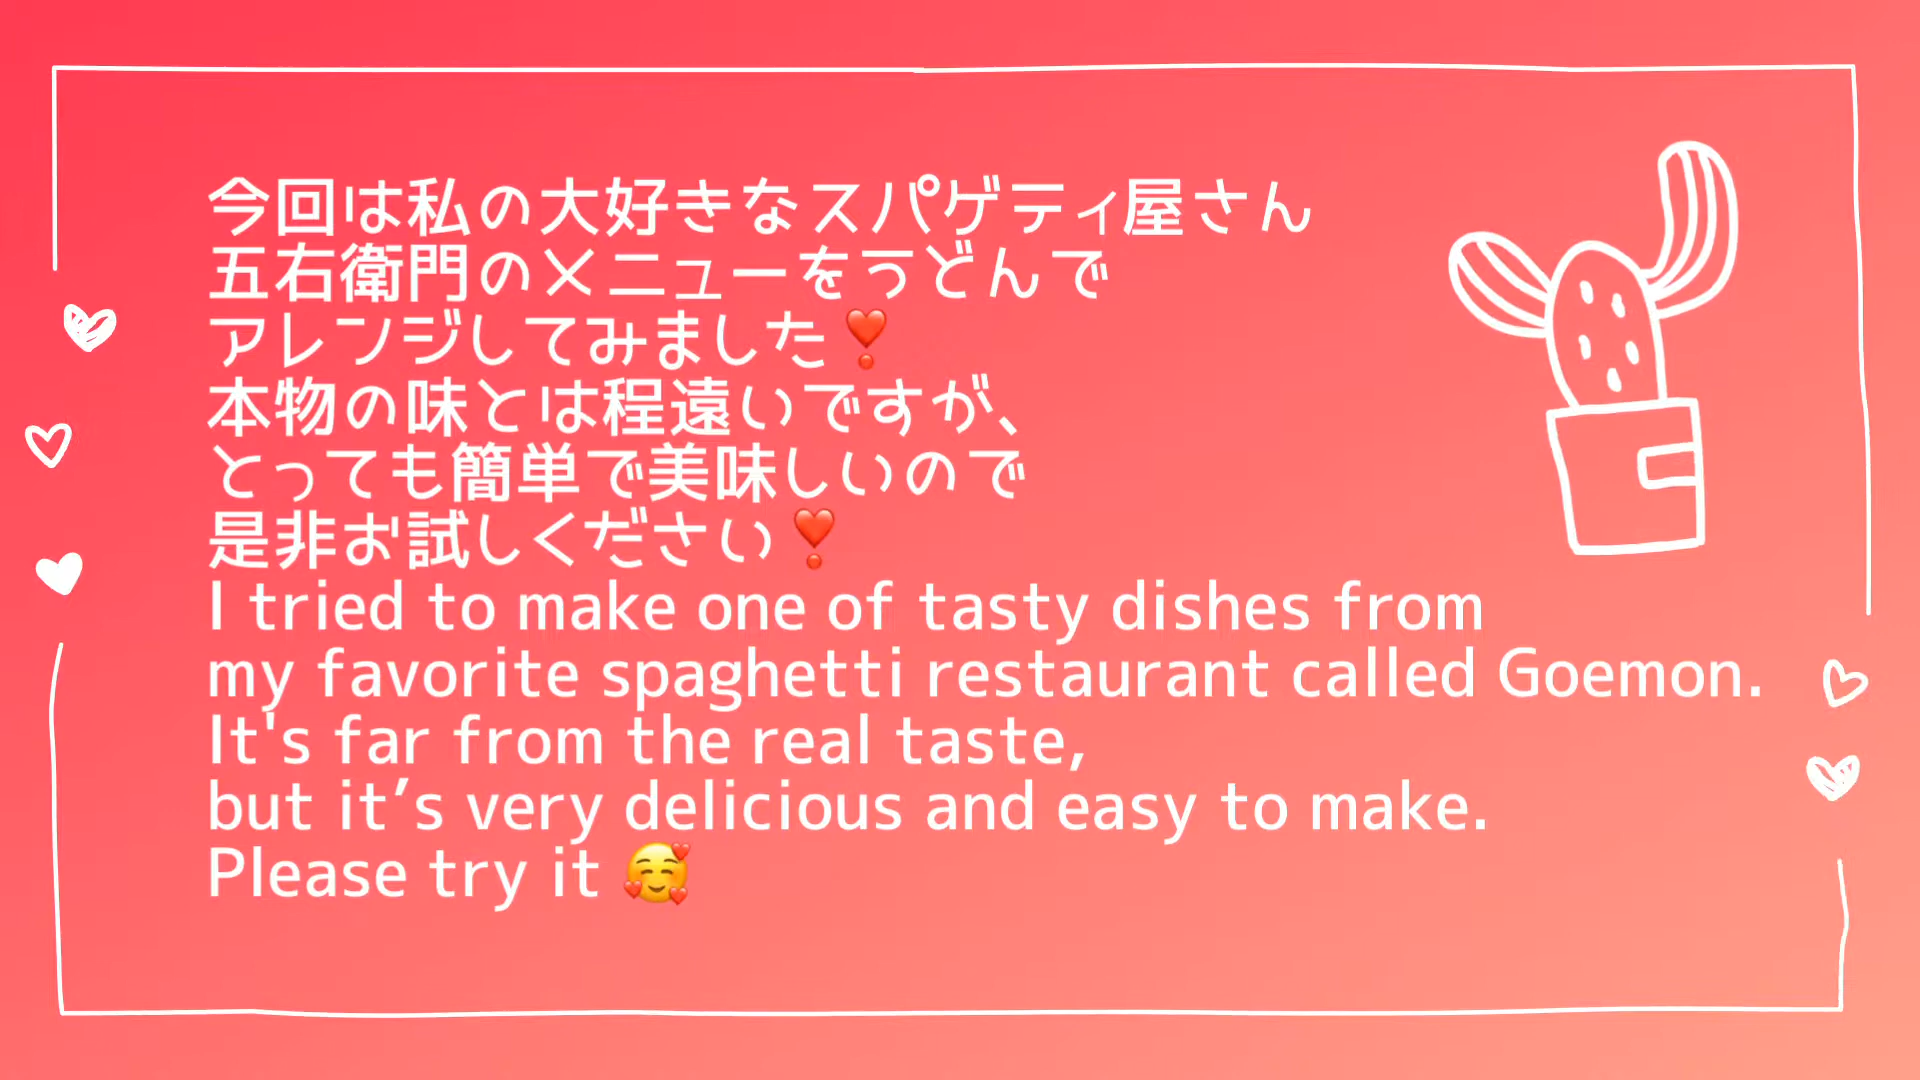 今回は私の大好きなスパゲティ屋さん
五右衛門のメニューをうどんで
アレンジしてみました❣️
本物の味とは程遠いですが、
とっても簡単で美味しいので
是非お試しください❣️
I tried to make one of tasty dishes from
my favorite spaghetti restaurant called Goemon.
It's far from the real taste,
but it’s very delicious and easy to make.
Please try it 🥰